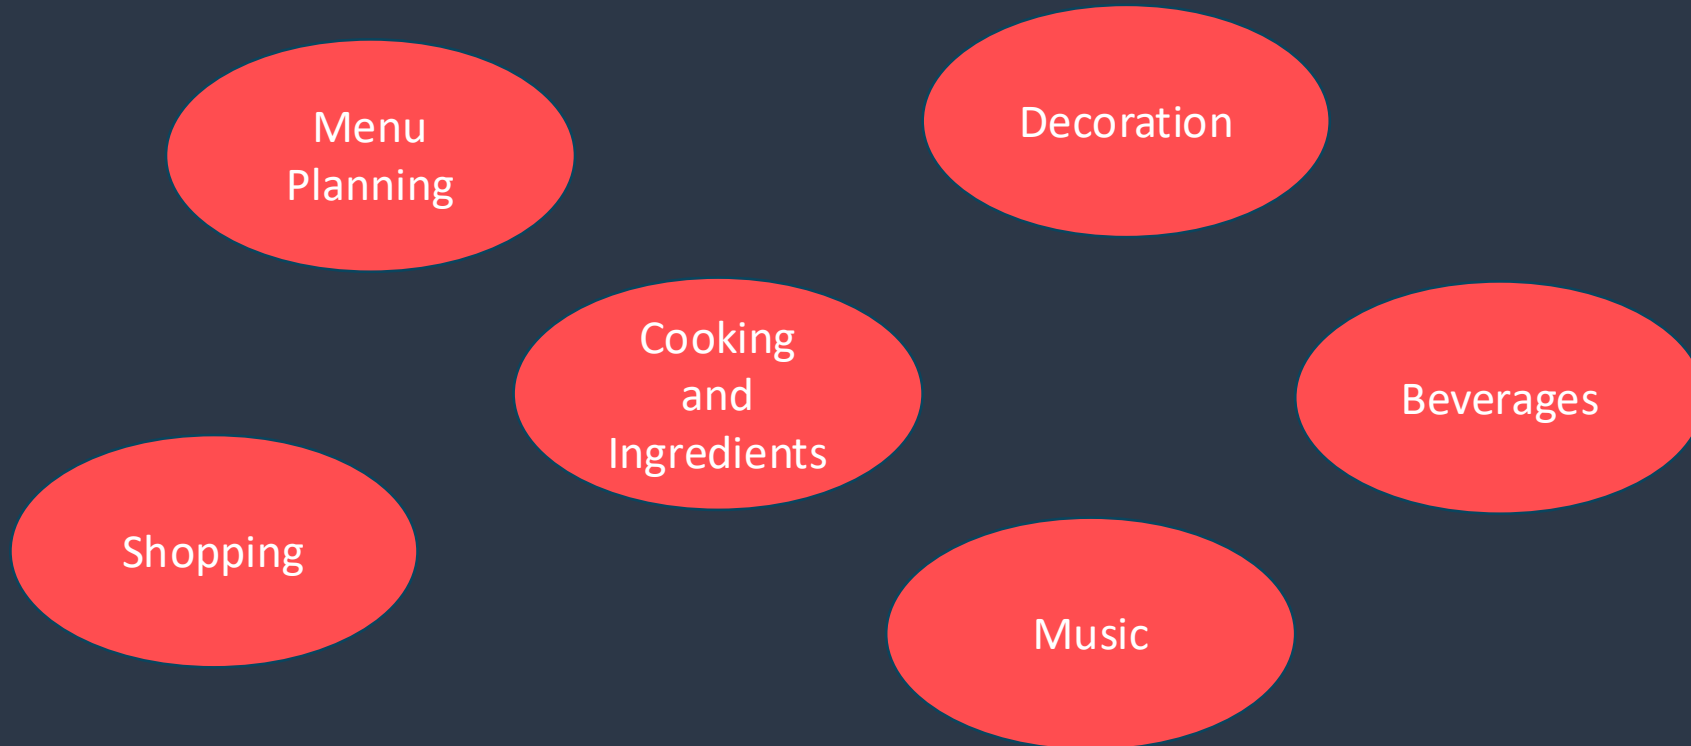 Menu
Planning
Decoration
Cooking
and
Ingredients
Beverages
Shopping
Music